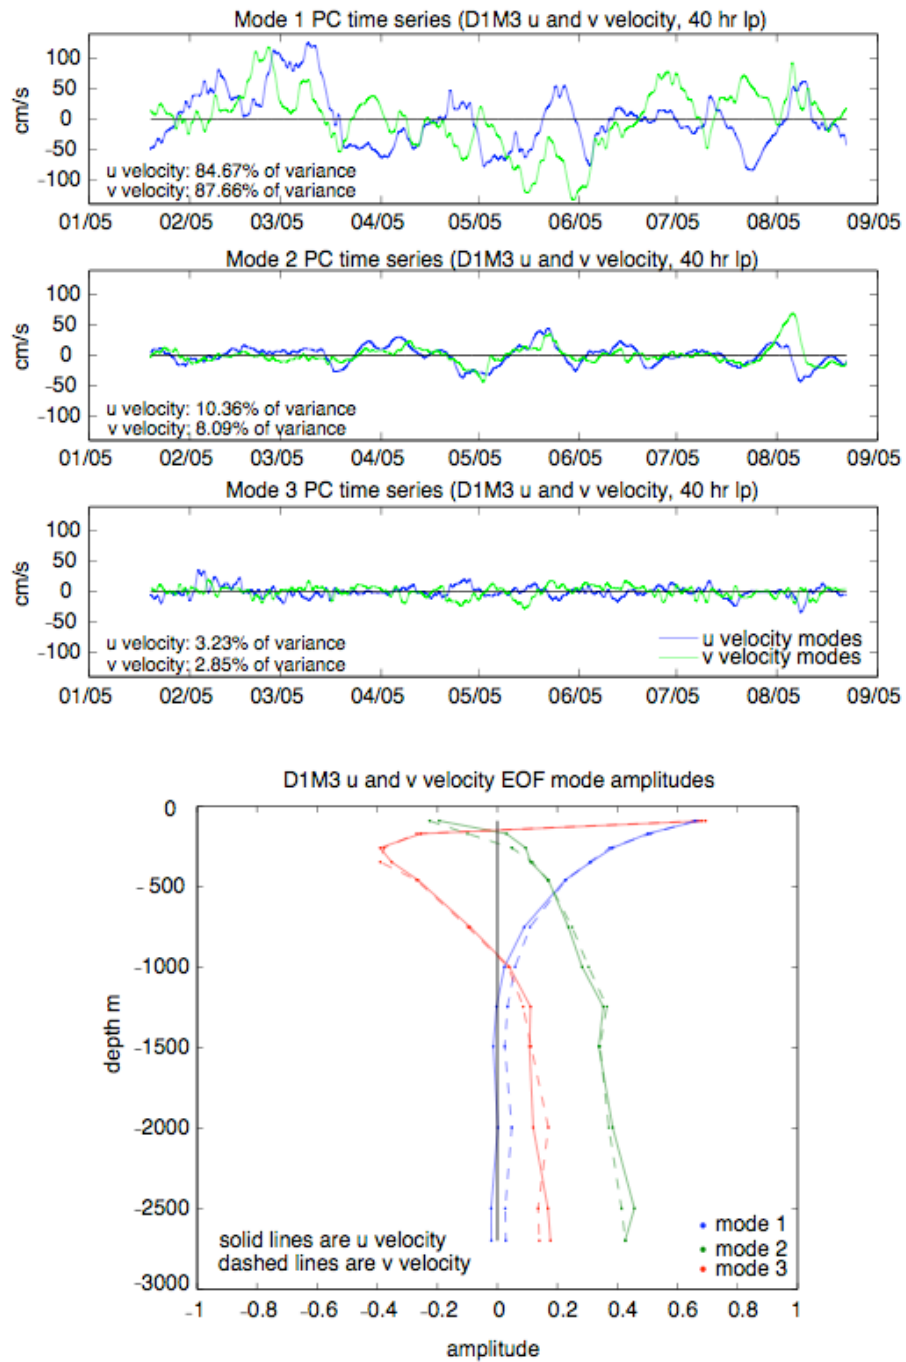 Mode 1 PC time series (D1M3 u and v velocity, 40 hr lp)
100
50
0
-50
-100
cm/s
u velocity: 84.67% of variance
v velocity: 87.66% of variance
01/05 02/05 03/05 04/05 05/05 06/05 07/05 08/05 09/05
Mode 2 PC time series (D1M3 u and v velocity, 40 hr lp)
100
50
0
-50
-100
cm/s
u velocity: 10.36% of variance
v velocity: 8.09% of variance
01/05 02/05 03/05 04/05 05/05 06/05 07/05 08/05 09/05
Mode 3 PC time series (D1M3 u and v velocity, 40 hr lp)
100
50
0
-50
-100
cm/s
u velocity: 3.23% of variance
v velocity: 2.85% of variance
u velocity modes
v velocity modes
01/05 02/05 03/05 04/05 05/05 06/05 07/05 08/05 09/05
D1M3 u and v velocity EOF mode amplitudes
0
-500
-1000
-1500
-2000
-2500
-3000
depth m
solid lines are u velocity
dashed lines are v velocity
mode 1
mode 2
mode 3
-1 -0.8 -0.6 -0.4 -0.2 0 0.2 0.4 0.6 0.8 1
amplitude